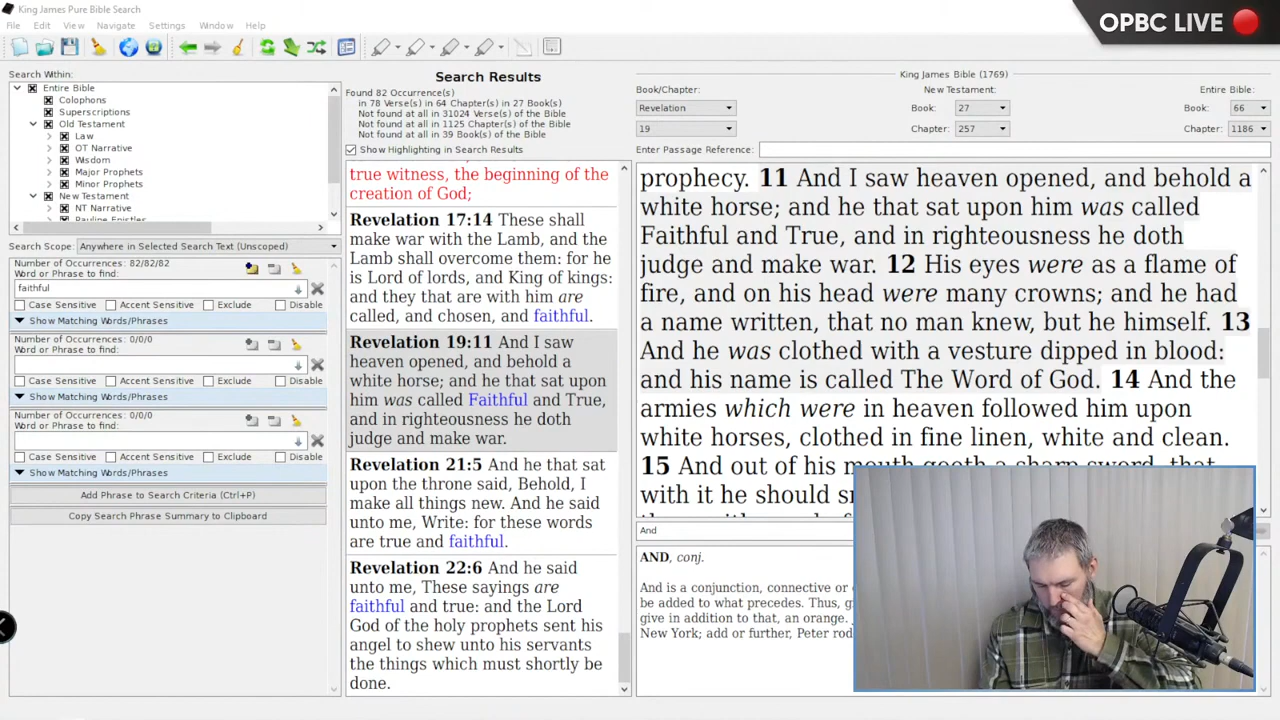 King James Pure Bible Search
OPBC LIVE
File Edit View Navigate Settings Window Help
Search Within:
Entire Bible
Colophons
Superscriptions
Old Testament
Law
OT Narrative
Wisdom
Major Prophets
Minor Prophets
New Testament
NT Narrative
Pauline Epistles
Search Scope: Anywhere in Selected Search Text (Unscoped)
Number of Occurrences: 82/82/82
Word or Phrase to find:
faithful
Case Sensitive Accent Sensitive Exclude Disable
Show Matching Words/Phrases
Number of Occurrences: 0/0/0
Word or Phrase to find:
Case Sensitive Accent Sensitive Exclude Disable
Show Matching Words/Phrases
Number of Occurrences: 0/0/0
Word or Phrase to find:
Case Sensitive Accent Sensitive Exclude Disable
Show Matching Words/Phrases
Add Phrase to Search Criteria (Ctrl+P)
Copy Search Phrase Summary to Clipboard
Search Results
Found 82 Occurrence(s)
in 78 Verse(s) in 64 Chapter(s) in 27 Book(s)
Not found at all in 31024 Verse(s) of the Bible
Not found at all in 1125 Chapter(s) of the Bible
Not found at all in 39 Book(s) of the Bible
Show Highlighting in Search Results
true witness, the beginning of the
creation of God;
Revelation 17:14 These shall
make war with the Lamb, and the
Lamb shall overcome them: for he
is Lord of lords, and King of kings:
and they that are with him are
called, and chosen, and faithful.
Revelation 19:11 And I saw
heaven opened, and behold a
white horse; and he that sat upon
him was called Faithful and True,
and in righteousness he doth
judge and make war.
Revelation 21:5 And he that sat
upon the throne said, Behold, I
make all things new. And he said
unto me, Write: for these words
are true and faithful.
Revelation 22:6 And he said
unto me, These sayings are
faithful and true: and the Lord
God of the holy prophets sent his
angel to shew unto his servants
the things which must shortly be
done.
King James Bible (1769)
Book/Chapter: New Testament: Entire Bible:
Revelation Book: 27 Book: 66
19 Chapter: 257 Chapter: 1186
Enter Passage Reference:
prophecy. 11 And I saw heaven opened, and behold a
white horse; and he that sat upon him was called
Faithful and True, and in righteousness he doth
judge and make war. 12 His eyes were as a flame of
fire, and on his head were many crowns; and he had
a name written, that no man knew, but he himself. 13
And he was clothed with a vesture dipped in blood:
and his name is called The Word of God. 14 And the
armies which were in heaven followed him upon
white horses, clothed in fine linen, white and clean.
15 And out of his mouth goeth a sharp sword, that
with it he should
And
AND, conj.
And is a conjunction, connective or
be added to what precedes. Thus,
give in addition to that, an orange.
New York; add or further, Peter